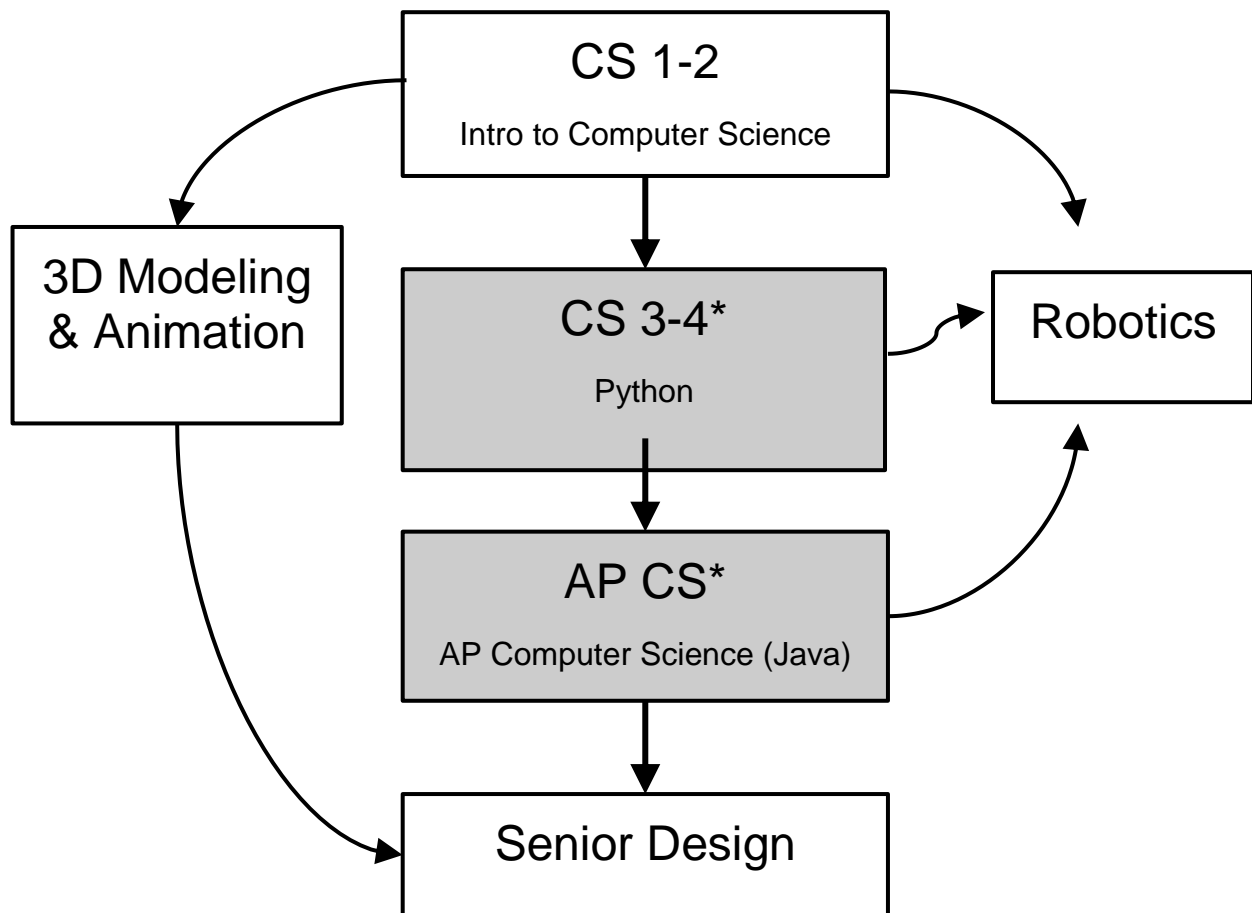 CS 1-2
Intro to Computer Science
3D Modeling
& Animation
CS 3-4*
Python
Robotics
AP CS*
AP Computer Science (Java)
Senior Design